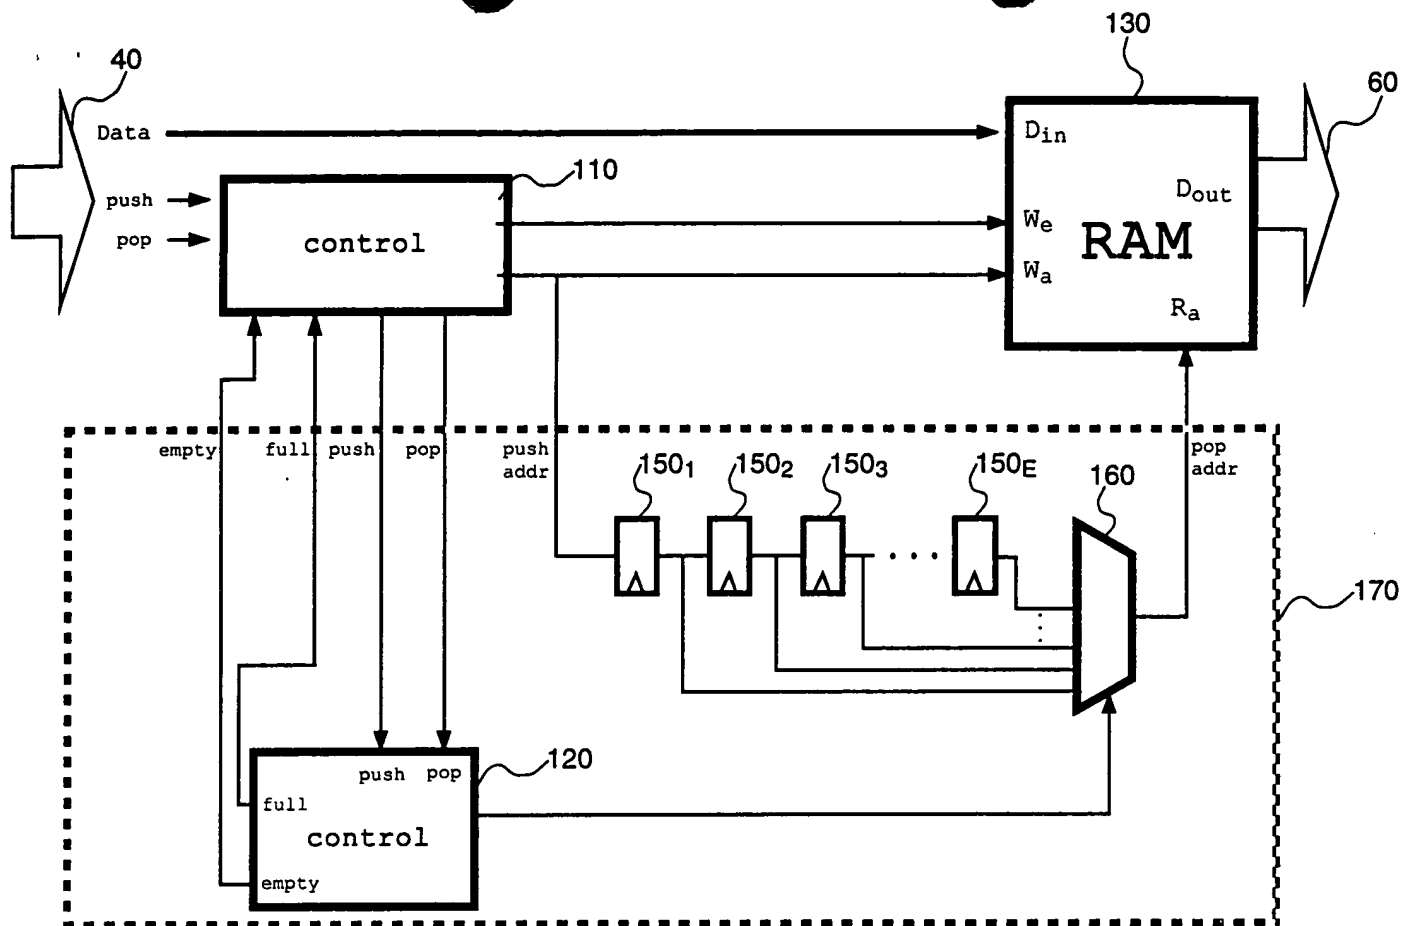 130
40
60
Data
Din
110
push
Dout
We
control
pop
RAM
Wa
Ra
empty
full
push
pop
push
addr
pop
addr
1501
1502
1503
150E
160
. . .
170
120
push pop
full
control
empty